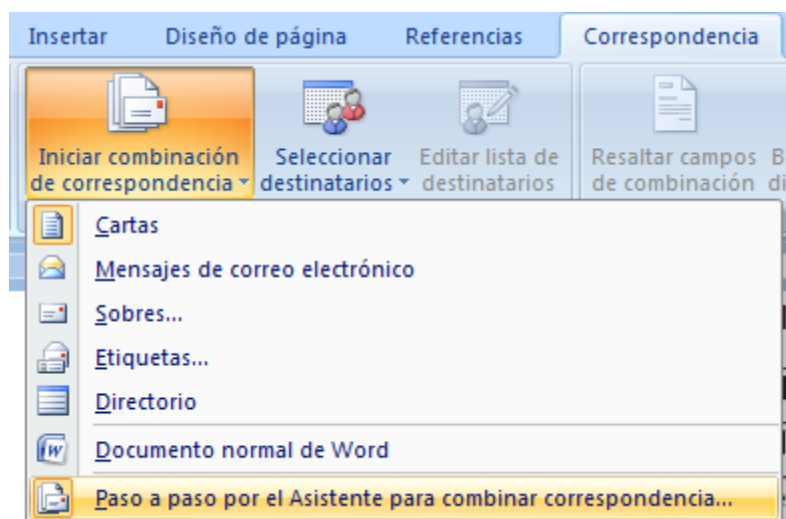 Insertar Diseño de página Referencias Correspondencia
Iniciar combinación de correspondencia
Seleccionar destinatarios
Editar lista de destinatarios
Resaltar campos de combinación
Cartas
Mensajes de correo electrónico
Sobres...
Etiquetas...
Directorio
Documento normal de Word
Paso a paso por el Asistente para combinar correspondencia...